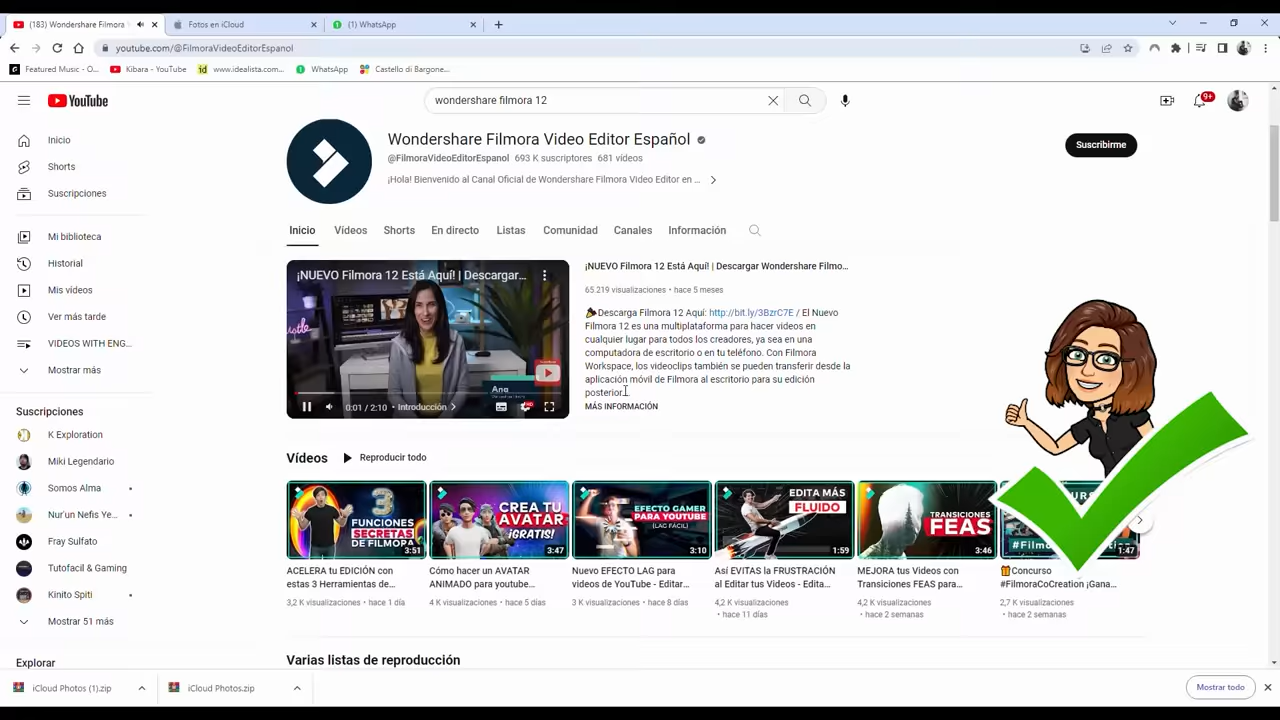 (183) Wondershare Filmora
Fotos en iCloud
(1) WhatsApp
youtube.com/@FilmoraVideoEditorEspanol
Featured Music - O...
Kibara - YouTube
www.idealista.com...
WhatsApp
Castello di Bargone...
YouTube
wondershare filmora 12
9+
Inicio
Shorts
Suscripciones
Mi biblioteca
Historial
Mis vídeos
Ver más tarde
VIDEOS WITH ENG...
Mostrar más
Suscripciones
K Exploration
Miki Legendario
Somos Alma
Nur'un Nefis Ye...
Fray Sulfato
Tutofacil & Gaming
Kinito Spiti
Mostrar 51 más
Explorar
Wondershare Filmora Video Editor Español
@FilmoraVideoEditorEspanol 693 K suscriptores 681 vídeos
¡Hola! Bienvenido al Canal Oficial de Wondershare Filmora Video Editor en ...
Suscribirme
Inicio Vídeos Shorts En directo Listas Comunidad Canales Información
¡NUEVO Filmora 12 Está Aquí! | Descargar...
Ana
0:01 / 2:10 • Introducción
¡NUEVO Filmora 12 Está Aquí! | Descargar Wondershare Filmo...
65.219 visualizaciones • hace 5 meses
Descarga Filmora 12 Aquí: http://bit.ly/3BzrC7E / El Nuevo
Filmora 12 es una multiplataforma para hacer videos en
cualquier lugar para todos los creadores, ya sea en una
computadora de escritorio o en tu teléfono. Con Filmora
Workspace, los videoclips también se pueden transferir desde la
aplicación móvil de Filmora al escritorio para su edición
posterior...
MÁS INFORMACIÓN
Vídeos
Reproducir todo
3
FUNCIONES
SECRETAS
DE FILMORA
3:51
CREA TU
AVATAR
¡GRATIS!
3:47
EFECTO GAMER
PARA YOUTUBE
(LAG FÁCIL)
3:10
EDITA MÁS
FLUIDO
1:59
TRANSICIONES
FEAS
3:46
1:47
ACELERA tu EDICIÓN con
estas 3 Herramientas de...
3,2 K visualizaciones • hace 1 día
Cómo hacer un AVATAR
ANIMADO para youtube...
4 K visualizaciones • hace 5 días
Nuevo EFECTO LAG para
videos de YouTube - Editar...
3 K visualizaciones • hace 8 días
Así EVITAS la FRUSTRACIÓN
al Editar tus Videos - Edita...
4,2 K visualizaciones
• hace 11 días
MEJORA tus Videos con
Transiciones FEAS para...
4,2 K visualizaciones
• hace 2 semanas
Concurso
#FilmoraCoCreation ¡Gana...
2,7 K visualizaciones
• hace 2 semanas
Varias listas de reproducción
iCloud Photos (1).zip
iCloud Photos.zip
Mostrar todo